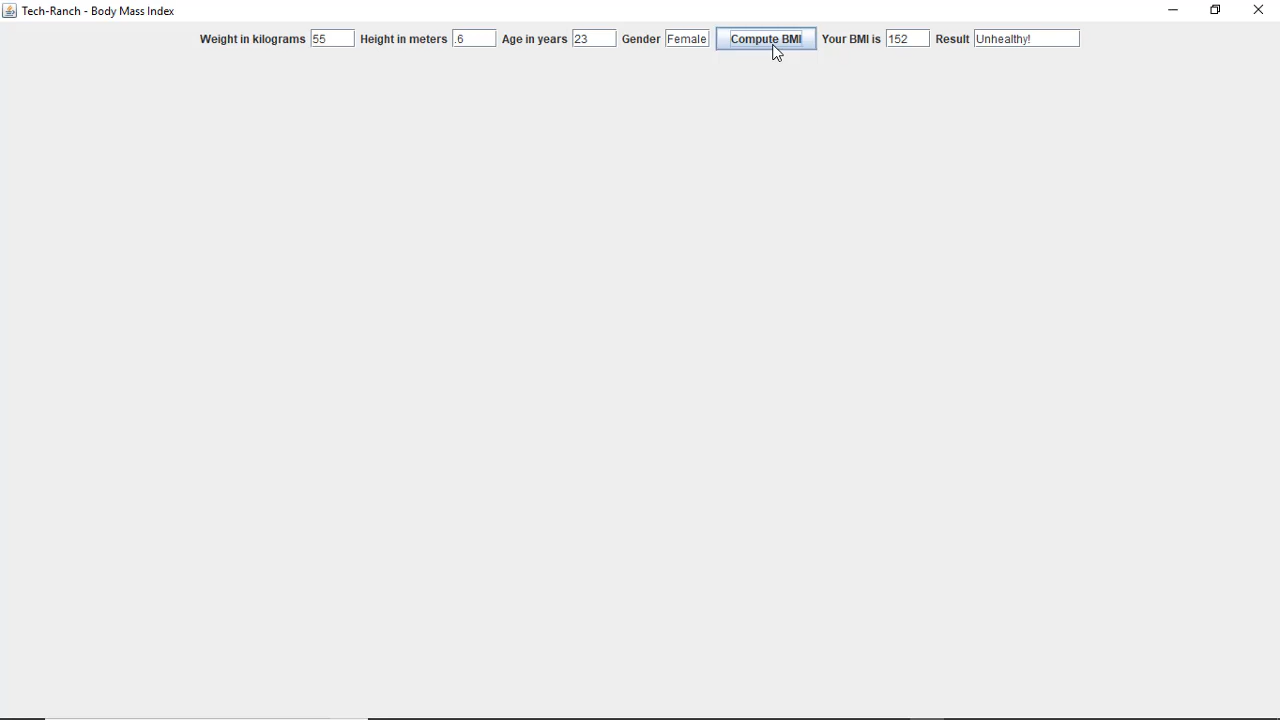 Tech-Ranch - Body Mass Index
Weight in kilograms 55 Height in meters .6 Age in years 23 Gender Female Compute BMI Your BMI is 152 Result Unhealthy!